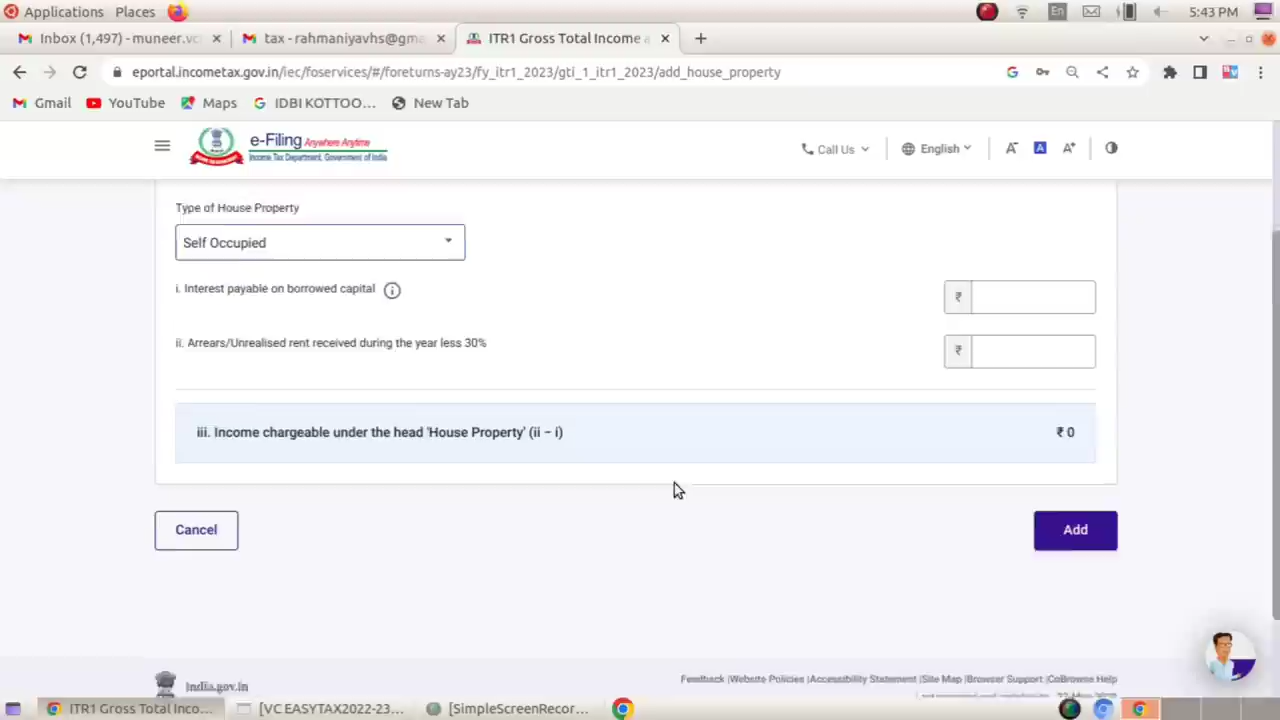 Applications Places En 5:43 PM
Inbox (1,497) - muneer.vc × tax - rahmaniyavhs@gma × ITR1 Gross Total Income a × +
eportal.incometax.gov.in/iec/foservices/#/foreturns-ay23/fy_itr1_2023/gti_1_itr1_2023/add_house_property
Gmail YouTube Maps IDBI KOTTOO... New Tab
e-Filing Anywhere Anytime
Income Tax Department, Government of India
Call Us English A⁻ A A⁺
Type of House Property
Self Occupied
i. Interest payable on borrowed capital ₹
ii. Arrears/Unrealised rent received during the year less 30% ₹
iii. Income chargeable under the head 'House Property' (ii − i) ₹ 0
Cancel Add
india.gov.in Feedback |Website Policies |Accessibility Statement |Site Map |Browser Support |CoBrowse Help
ITR1 Gross Total Inco... [VC EASYTAX2022-23... [SimpleScreenRecor...